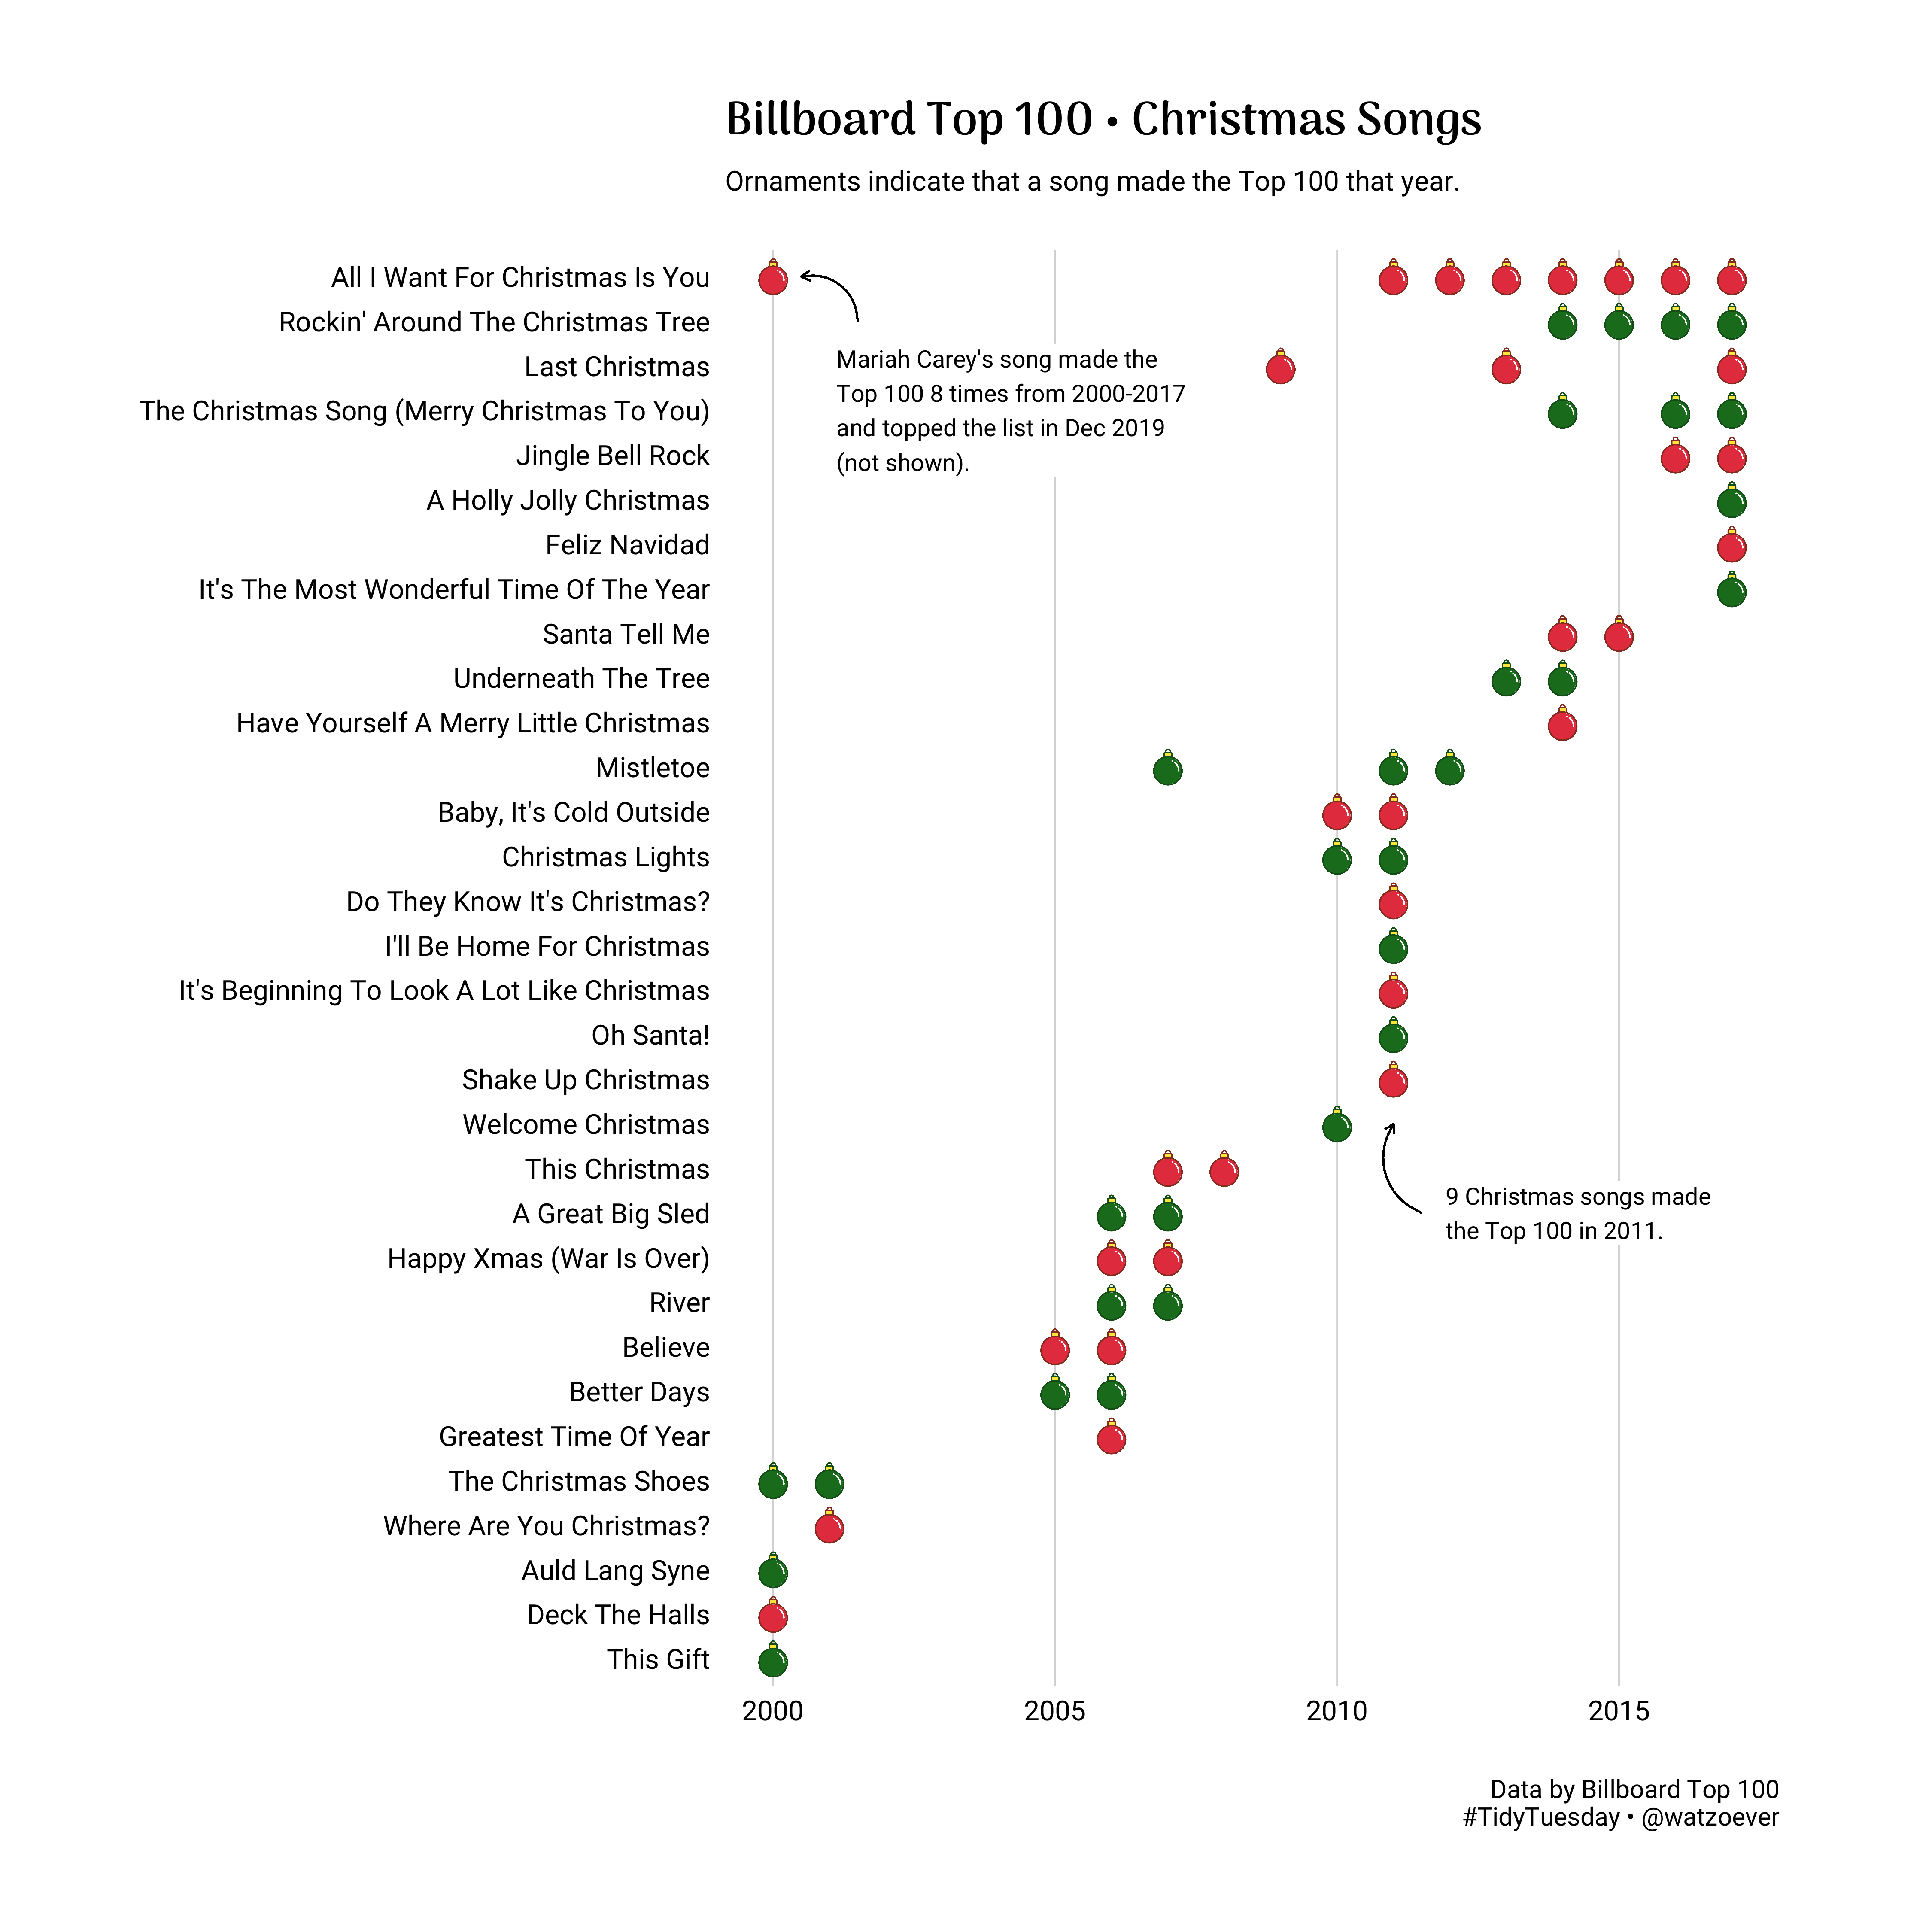 Billboard Top 100 • Christmas Songs
Ornaments indicate that a song made the Top 100 that year.
All I Want For Christmas Is You
Rockin' Around The Christmas Tree
Last Christmas
The Christmas Song (Merry Christmas To You)
Jingle Bell Rock
A Holly Jolly Christmas
Feliz Navidad
It's The Most Wonderful Time Of The Year
Santa Tell Me
Underneath The Tree
Have Yourself A Merry Little Christmas
Mistletoe
Baby, It's Cold Outside
Christmas Lights
Do They Know It's Christmas?
I'll Be Home For Christmas
It's Beginning To Look A Lot Like Christmas
Oh Santa!
Shake Up Christmas
Welcome Christmas
This Christmas
A Great Big Sled
Happy Xmas (War Is Over)
River
Believe
Better Days
Greatest Time Of Year
The Christmas Shoes
Where Are You Christmas?
Auld Lang Syne
Deck The Halls
This Gift
Mariah Carey's song made the
Top 100 8 times from 2000-2017
and topped the list in Dec 2019
(not shown).
9 Christmas songs made
the Top 100 in 2011.
2000 2005 2010 2015
Data by Billboard Top 100
#TidyTuesday • @watzoever